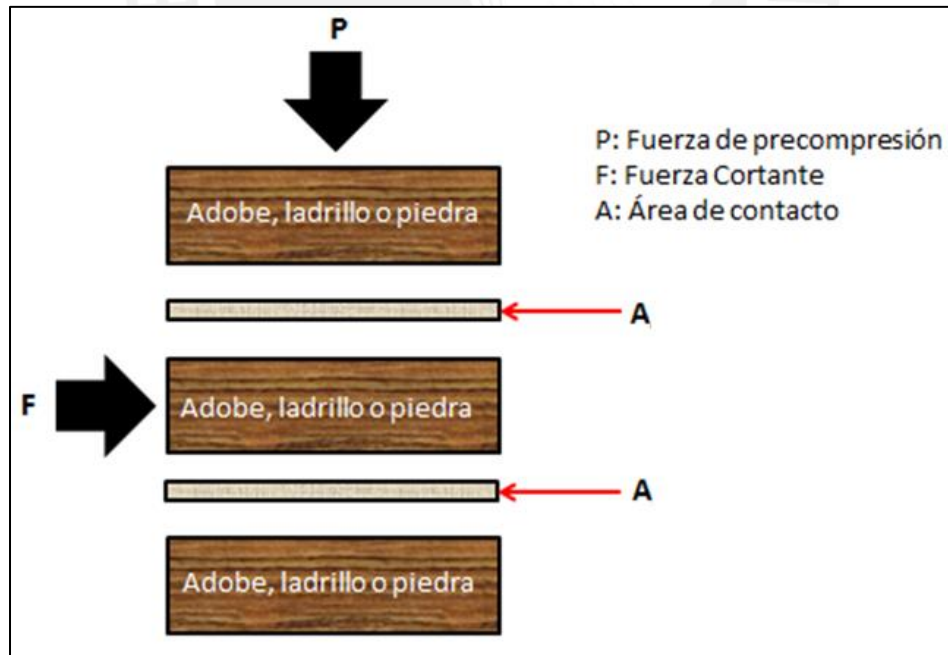 P
P: Fuerza de precompresión
F: Fuerza Cortante
A: Área de contacto
Adobe, ladrillo o piedra
A
F
Adobe, ladrillo o piedra
A
Adobe, ladrillo o piedra